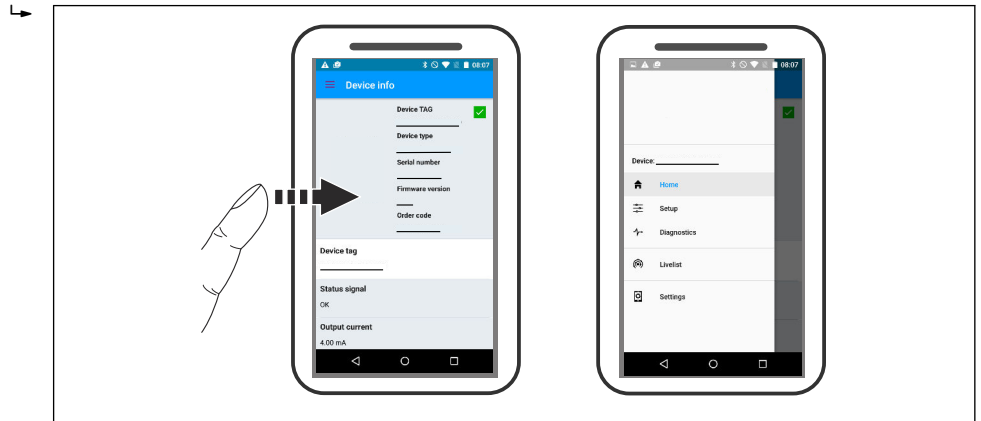 08:07
Device info
Device TAG
Device type
Serial number
Firmware version
Order code
Device tag
Status signal
OK
Output current
4.00 mA
08:07
Device:
Home
Setup
Diagnostics
Livelist
Settings